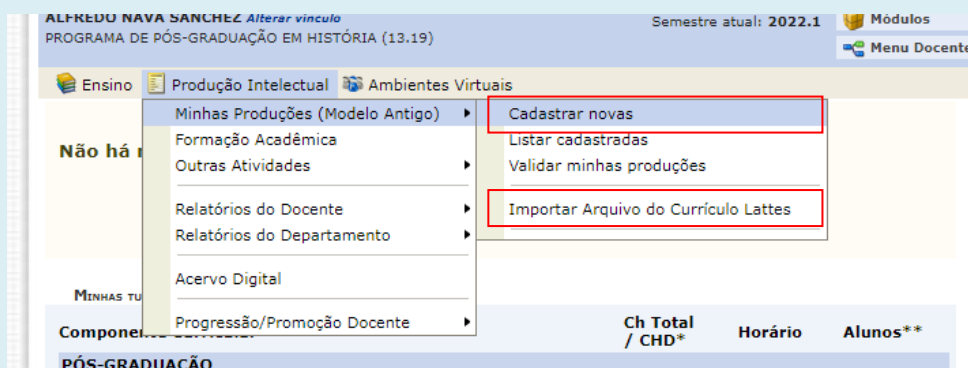 ALFREDO NAVA SANCHEZ Alterar vínculo
Semestre atual: 2022.1
Módulos
PROGRAMA DE PÓS-GRADUAÇÃO EM HISTÓRIA (13.19)
Menu Docente
Ensino Produção Intelectual Ambientes Virtuais
Minhas Produções (Modelo Antigo)
Cadastrar novas
Formação Acadêmica
Listar cadastradas
Não há
Outras Atividades
Validar minhas produções
Relatórios do Docente
Importar Arquivo do Currículo Lattes
Relatórios do Departamento
Acervo Digital
Minhas tu
Progressão/Promoção Docente
Ch Total
/ CHD*
Horário
Alunos**
PÓS-GRADUAÇÃO